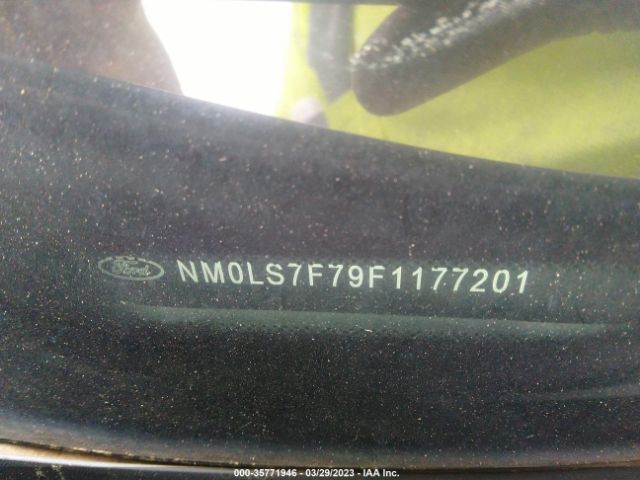 Ford NM0LS7F79F1177201
000-35771946 - 03/29/2023 - IAA Inc.